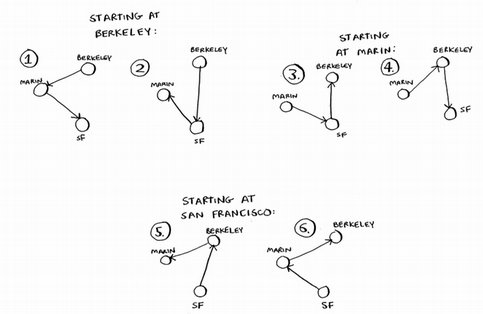 STARTING AT
BERKELEY:
1
BERKELEY
MARIN
SF
2
BERKELEY
MARIN
SF
STARTING
AT MARIN:
3.
BERKELEY
MARIN
SF
4.
BERKELEY
MARIN
SF
STARTING AT
SAN FRANCISCO:
5.
BERKELEY
MARIN
SF
6.
BERKELEY
MARIN
SF